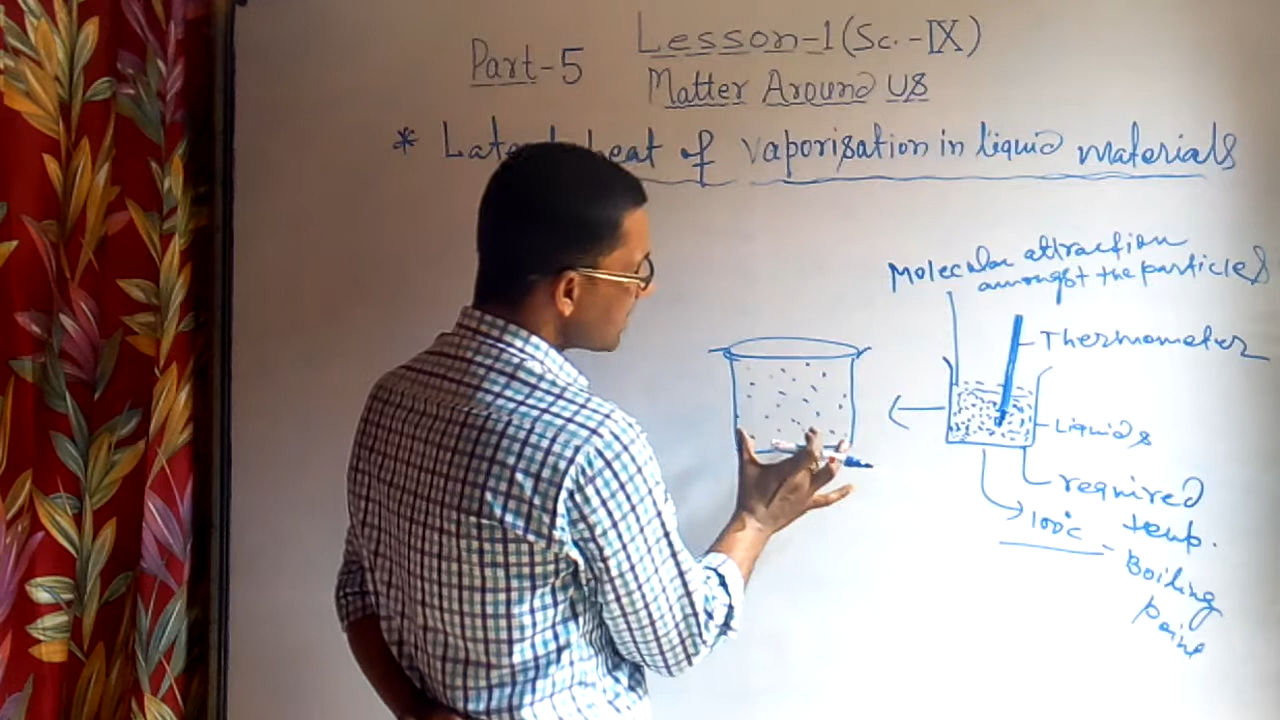 Part-5
Lesson-1 (Sc.-IX)
Matter Around us
* Latent heat of vaporisation in liquid materials
Molecular attraction
amongst the particles
Thermometer
Liquids
required
temp.
100°c - Boiling
point